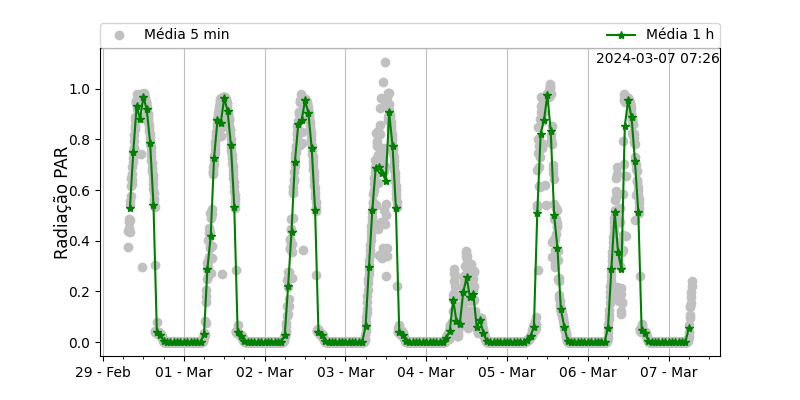 Média 5 min
Média 1 h
2024-03-07 07:26
Radiação PAR
1.0
0.8
0.6
0.4
0.2
0.0
29 - Feb
01 - Mar
02 - Mar
03 - Mar
04 - Mar
05 - Mar
06 - Mar
07 - Mar